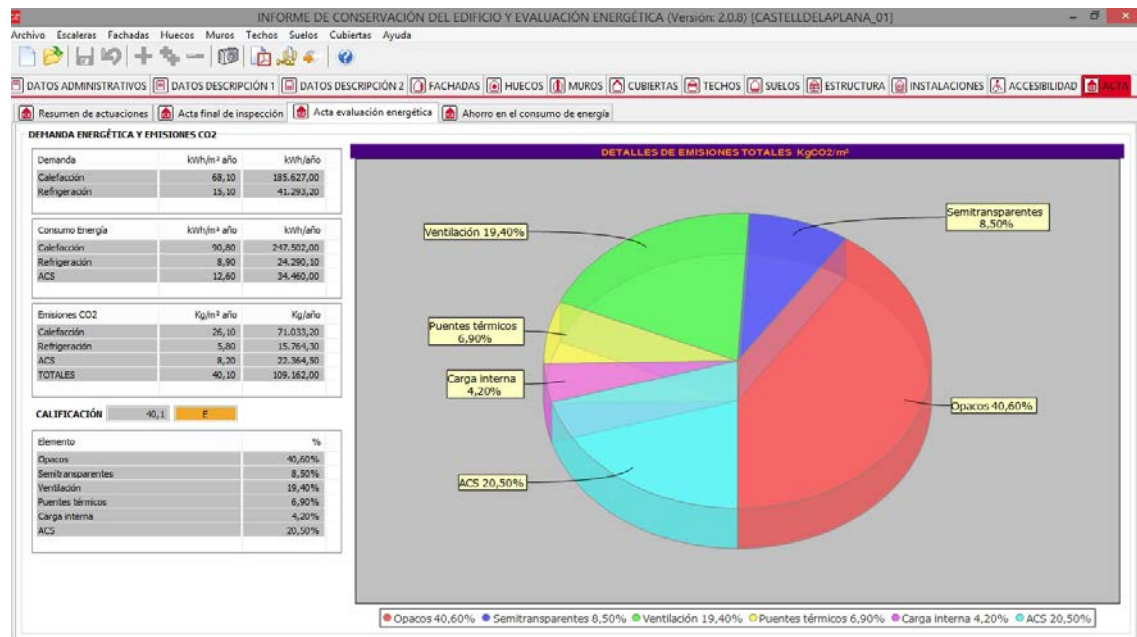 INFORME DE CONSERVACIÓN DEL EDIFICIO Y EVALUACIÓN ENERGÉTICA (Versión: 2.0.8) [CASTELLDELAPLANA_01]
Archivo Escaleras Fachadas Huecos Muros Techos Suelos Cubiertas Ayuda
DATOS ADMINISTRATIVOS DATOS DESCRIPCIÓN 1 DATOS DESCRIPCIÓN 2 FACHADAS HUECOS MUROS CUBIERTAS TECHOS SUELOS ESTRUCTURA INSTALACIONES ACCESIBILIDAD ACTA
Resumen de actuaciones Acta final de inspección Acta evaluación energética Ahorro en el consumo de energía
DEMANDA ENERGÉTICA Y EMISIONES CO2
Demanda kWh/m² año kWh/año
Calefacción 68,10 185.627,00
Refrigeración 15,10 41.293,20
Consumo Energía kWh/m² año kWh/año
Calefacción 90,80 247.502,00
Refrigeración 8,90 24.290,10
ACS 12,60 34.460,00
Emisiones CO2 Kg/m² año Kg/año
Calefacción 26,10 71.033,20
Refrigeración 5,80 15.764,30
ACS 8,20 22.364,50
TOTALES 40,10 109.162,00
CALIFICACIÓN 40,1 E
Elemento %
Opacos 40,60%
Semitransparentes 8,50%
Ventilación 19,40%
Puentes térmicos 6,90%
Carga interna 4,20%
ACS 20,50%
DETALLES DE EMISIONES TOTALES KgCO2/m²
Semitransparentes
8,50%
Ventilación 19,40%
Puentes térmicos
6,90%
Carga interna
4,20%
Opacos 40,60%
ACS 20,50%
Opacos 40,60% Semitransparentes 8,50% Ventilación 19,40% Puentes térmicos 6,90% Carga interna 4,20% ACS 20,50%